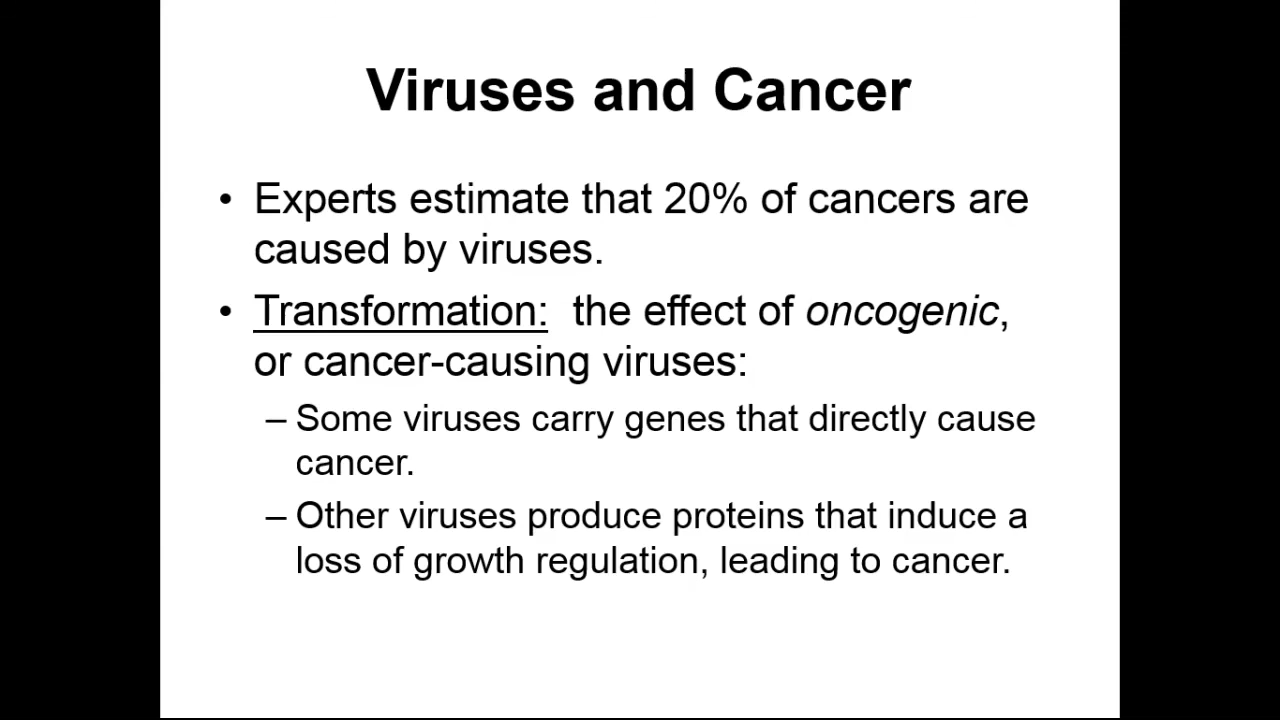 Viruses and Cancer
• Experts estimate that 20% of cancers are
caused by viruses.
• Transformation:  the effect of oncogenic,
or cancer-causing viruses:
– Some viruses carry genes that directly cause
cancer.
– Other viruses produce proteins that induce a
loss of growth regulation, leading to cancer.